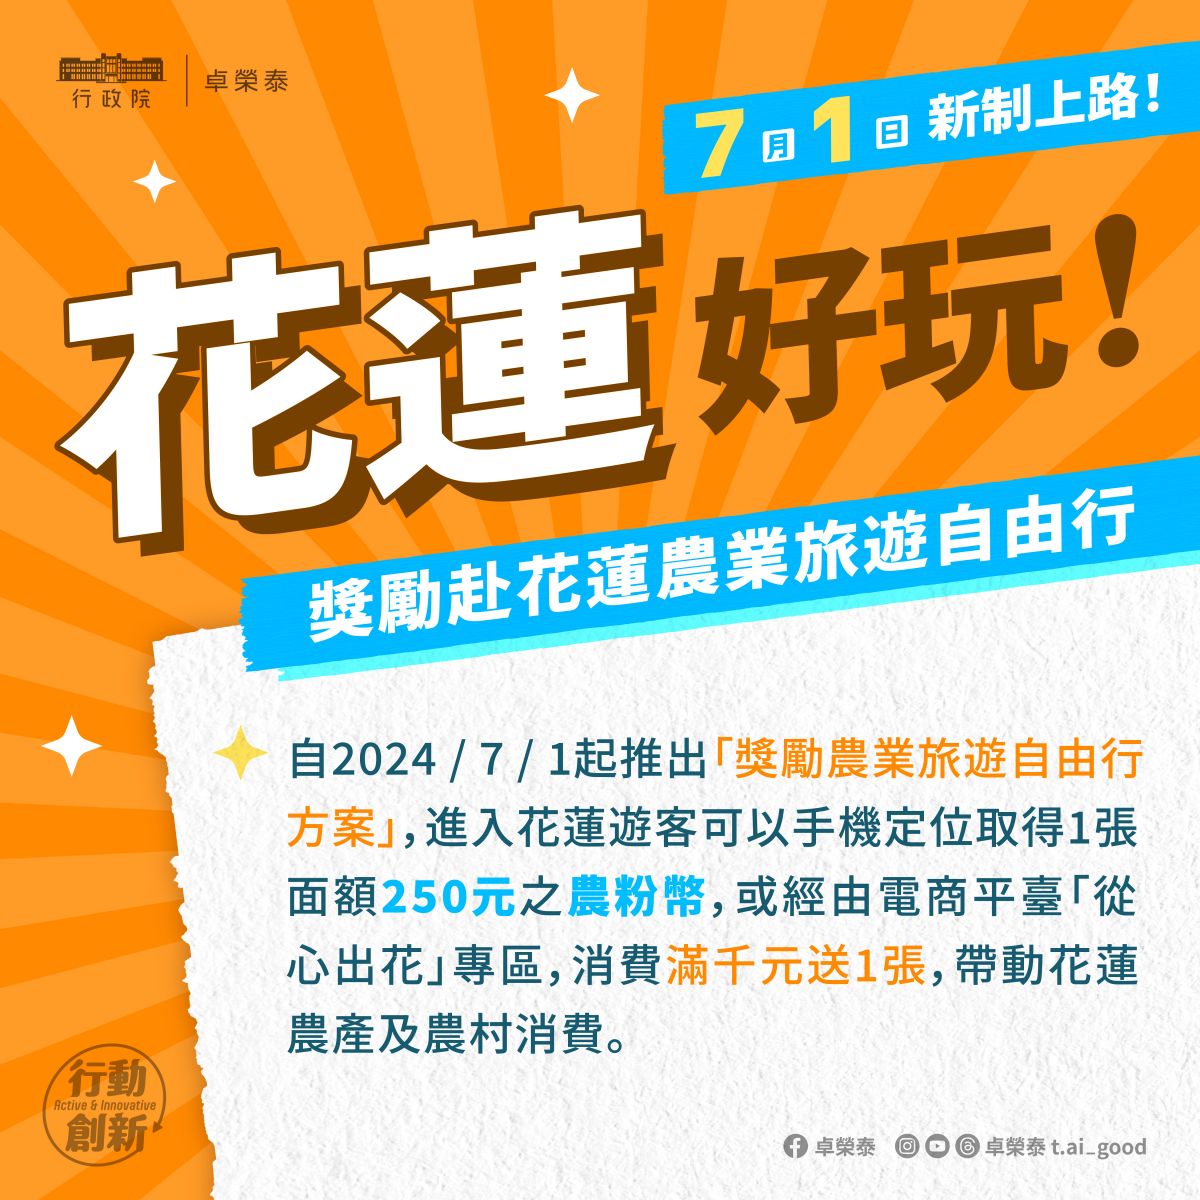 行政院
卓榮泰
7月1日 新制上路!
花蓮好玩!
獎勵赴花蓮農業旅遊自由行
自2024 / 7 / 1起推出「獎勵農業旅遊自由行
方案」,進入花蓮遊客可以手機定位取得1張
面額250元之農粉幣,或經由電商平臺「從
心出花」專區,消費滿千元送1張,帶動花蓮
農產及農村消費。
行動
Active & Innovative
創新
卓榮泰 卓榮泰 t.ai_good